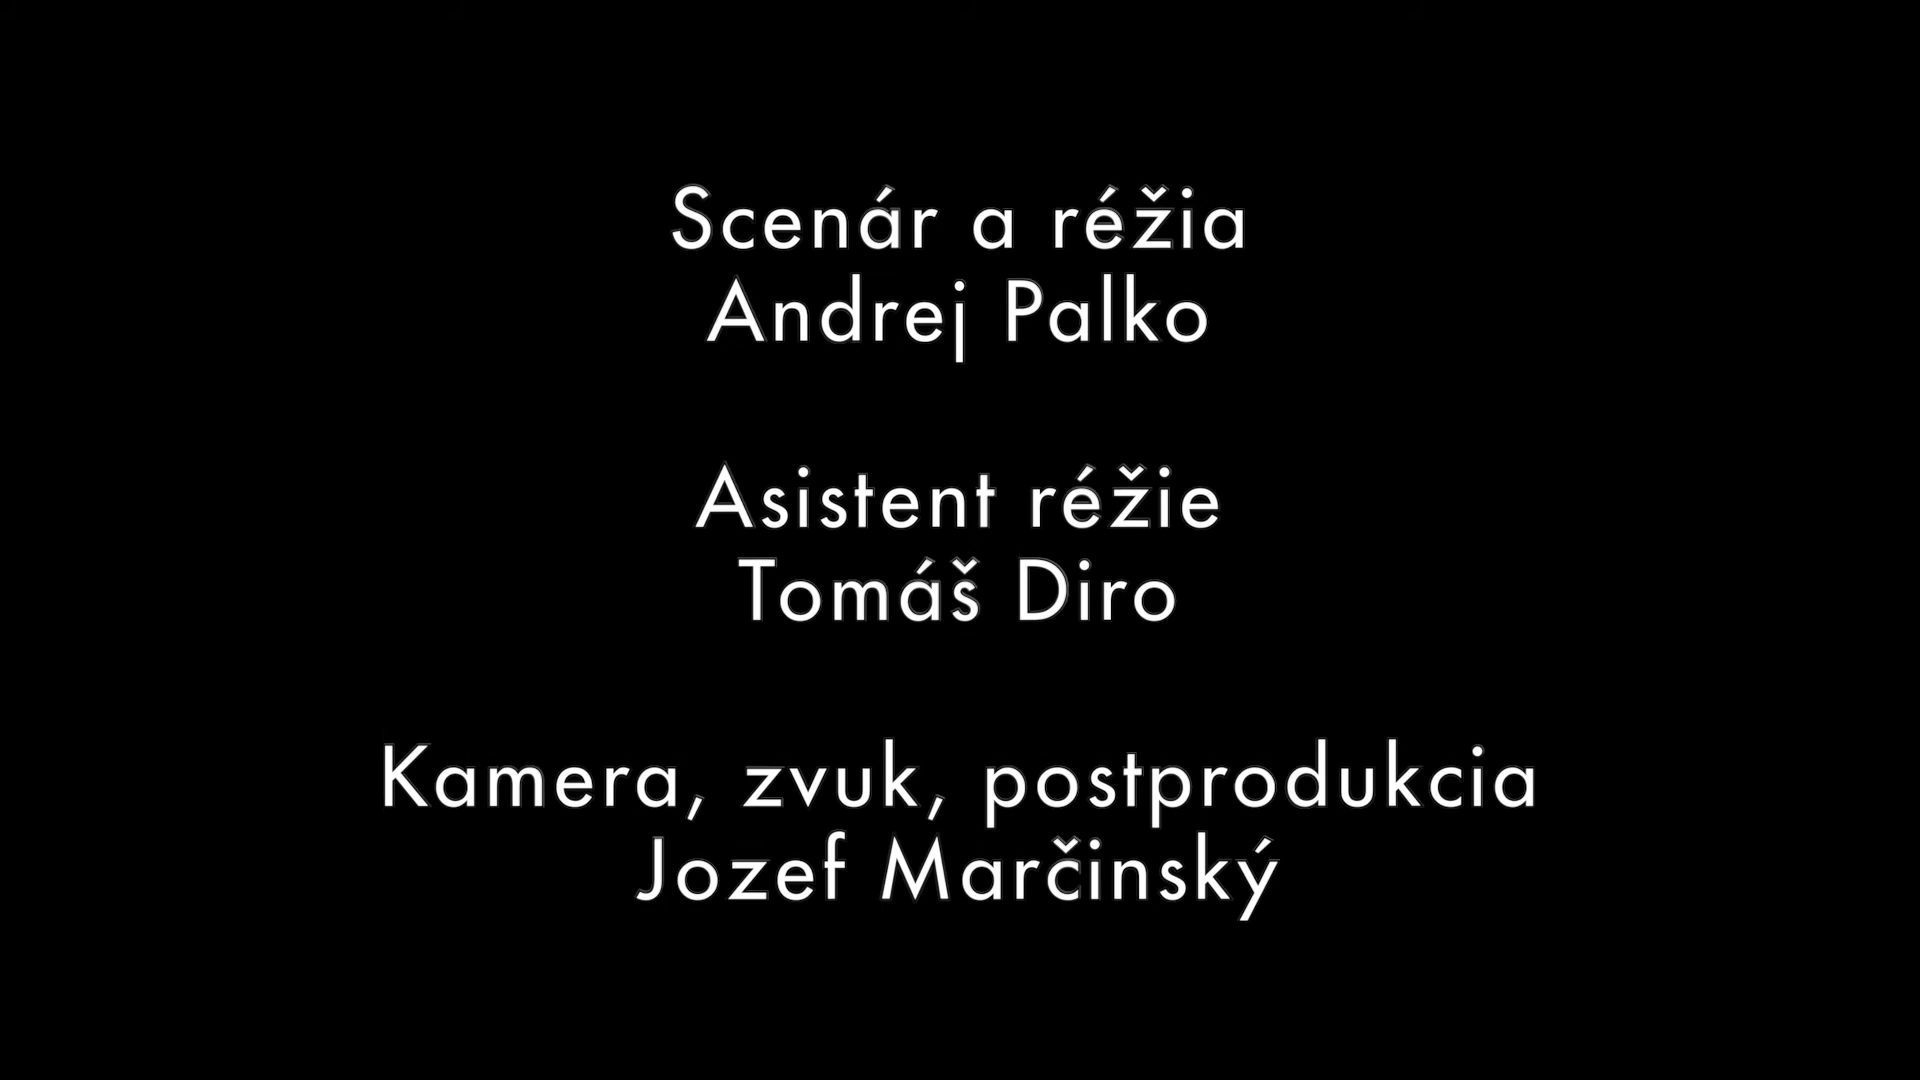 Scenár a réžia
Andrej Palko
Asistent réžie
Tomáš Diro
Kamera, zvuk, postprodukcia
Jozef Marčinský